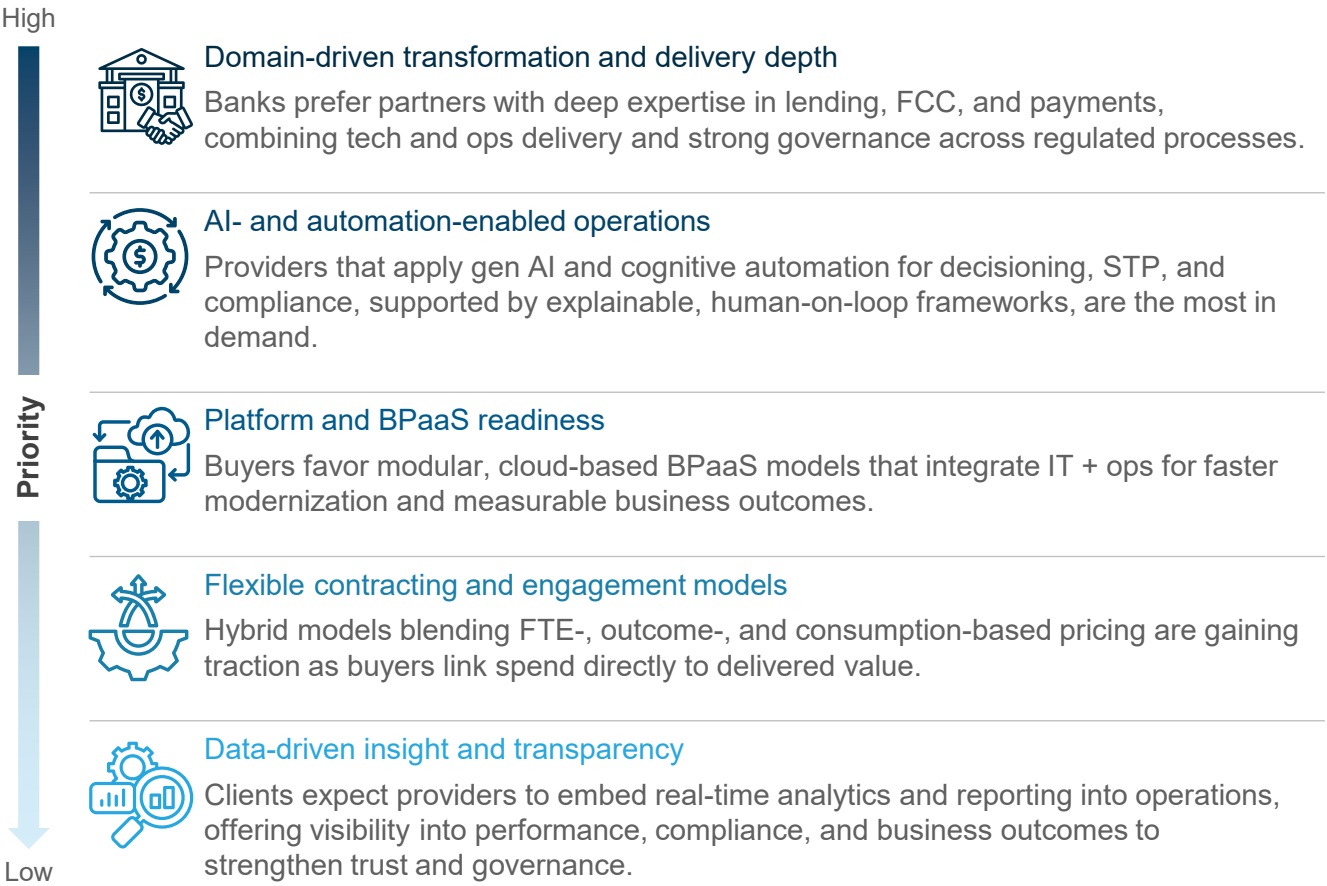 High
Domain-driven transformation and delivery depth
Banks prefer partners with deep expertise in lending, FCC, and payments,
combining tech and ops delivery and strong governance across regulated processes.
AI- and automation-enabled operations
Providers that apply gen AI and cognitive automation for decisioning, STP, and
compliance, supported by explainable, human-on-loop frameworks, are the most in
demand.
Priority
Platform and BPaaS readiness
Buyers favor modular, cloud-based BPaaS models that integrate IT + ops for faster
modernization and measurable business outcomes.
Flexible contracting and engagement models
Hybrid models blending FTE-, outcome-, and consumption-based pricing are gaining
traction as buyers link spend directly to delivered value.
Data-driven insight and transparency
Clients expect providers to embed real-time analytics and reporting into operations,
offering visibility into performance, compliance, and business outcomes to
strengthen trust and governance.
Low